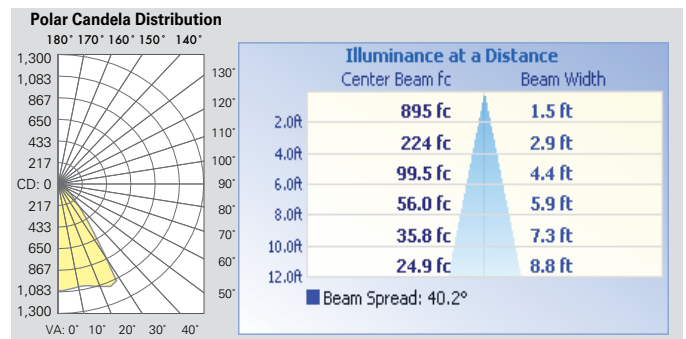 Polar Candela Distribution
180° 170° 160° 150° 140°
1,300
1,083
867
650
433
217
CD: 0
217
433
650
867
1,083
1,300
130°
120°
110°
100°
90°
80°
70°
60°
50°
VA: 0° 10° 20° 30° 40°
Illuminance at a Distance
Center Beam fc Beam Width
2.0ft 895 fc 1.5 ft
4.0ft 224 fc 2.9 ft
6.0ft 99.5 fc 4.4 ft
8.0ft 56.0 fc 5.9 ft
10.0ft 35.8 fc 7.3 ft
12.0ft 24.9 fc 8.8 ft
Beam Spread: 40.2°